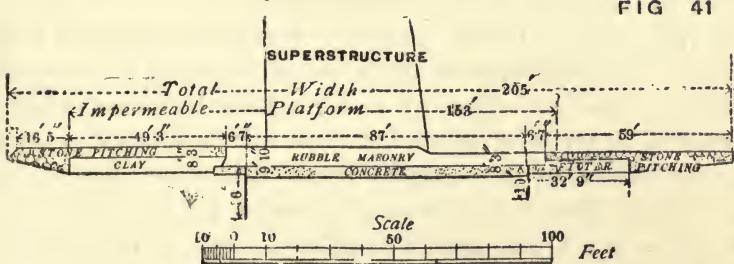 FIG 41
SUPERSTRUCTURE
Total Width 205'
Impermeable Platform 153'
16' 5" 49' 3" 6' 7" 87' 6' 7" 59'
STONE PITCHING 8.3 10 RUBBLE MASONRY 8.3 STONE
CLAY 9 CONCRETE PITCHING
16 32' 9"
Scale
10 0 10 50 100
Feet